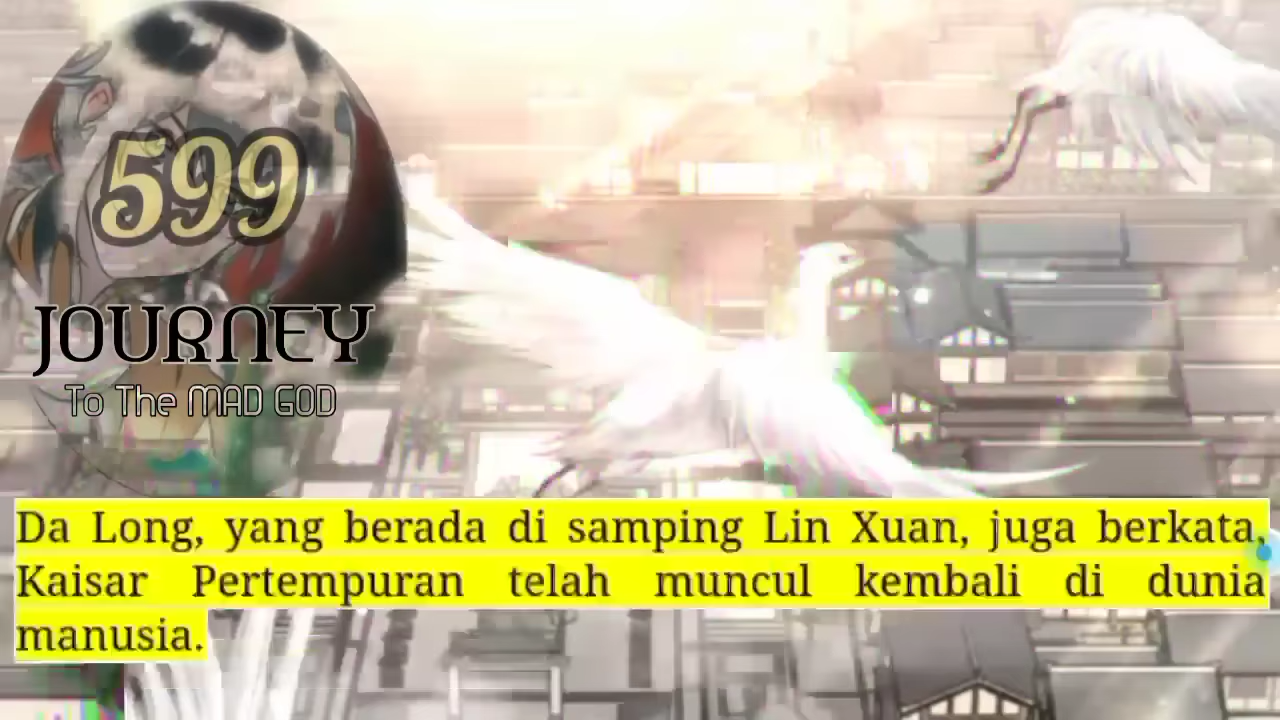 599
JOURNEY
To The MAD GOD
Da Long, yang berada di samping Lin Xuan, juga berkata,
Kaisar Pertempuran telah muncul kembali di dunia
manusia.